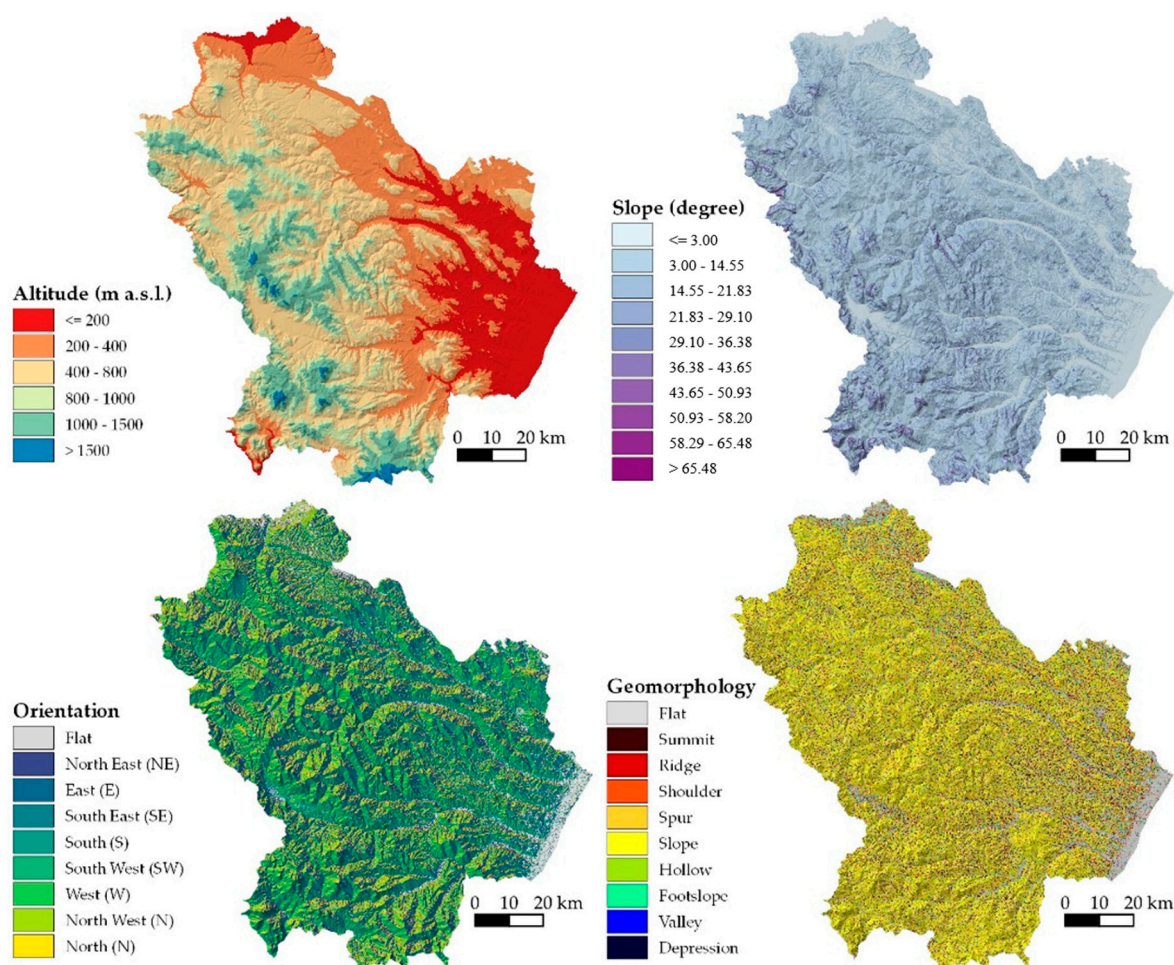 Altitude (m a.s.l.)
<= 200
200 - 400
400 - 800
800 - 1000
1000 - 1500
> 1500
0 10 20 km
Slope (degree)
<= 3.00
3.00 - 14.55
14.55 - 21.83
21.83 - 29.10
29.10 - 36.38
36.38 - 43.65
43.65 - 50.93
50.93 - 58.20
58.29 - 65.48
> 65.48
0 10 20 km
Orientation
Flat
North East (NE)
East (E)
South East (SE)
South (S)
South West (SW)
West (W)
North West (N)
North (N)
0 10 20 km
Geomorphology
Flat
Summit
Ridge
Shoulder
Spur
Slope
Hollow
Footslope
Valley
Depression
0 10 20 km